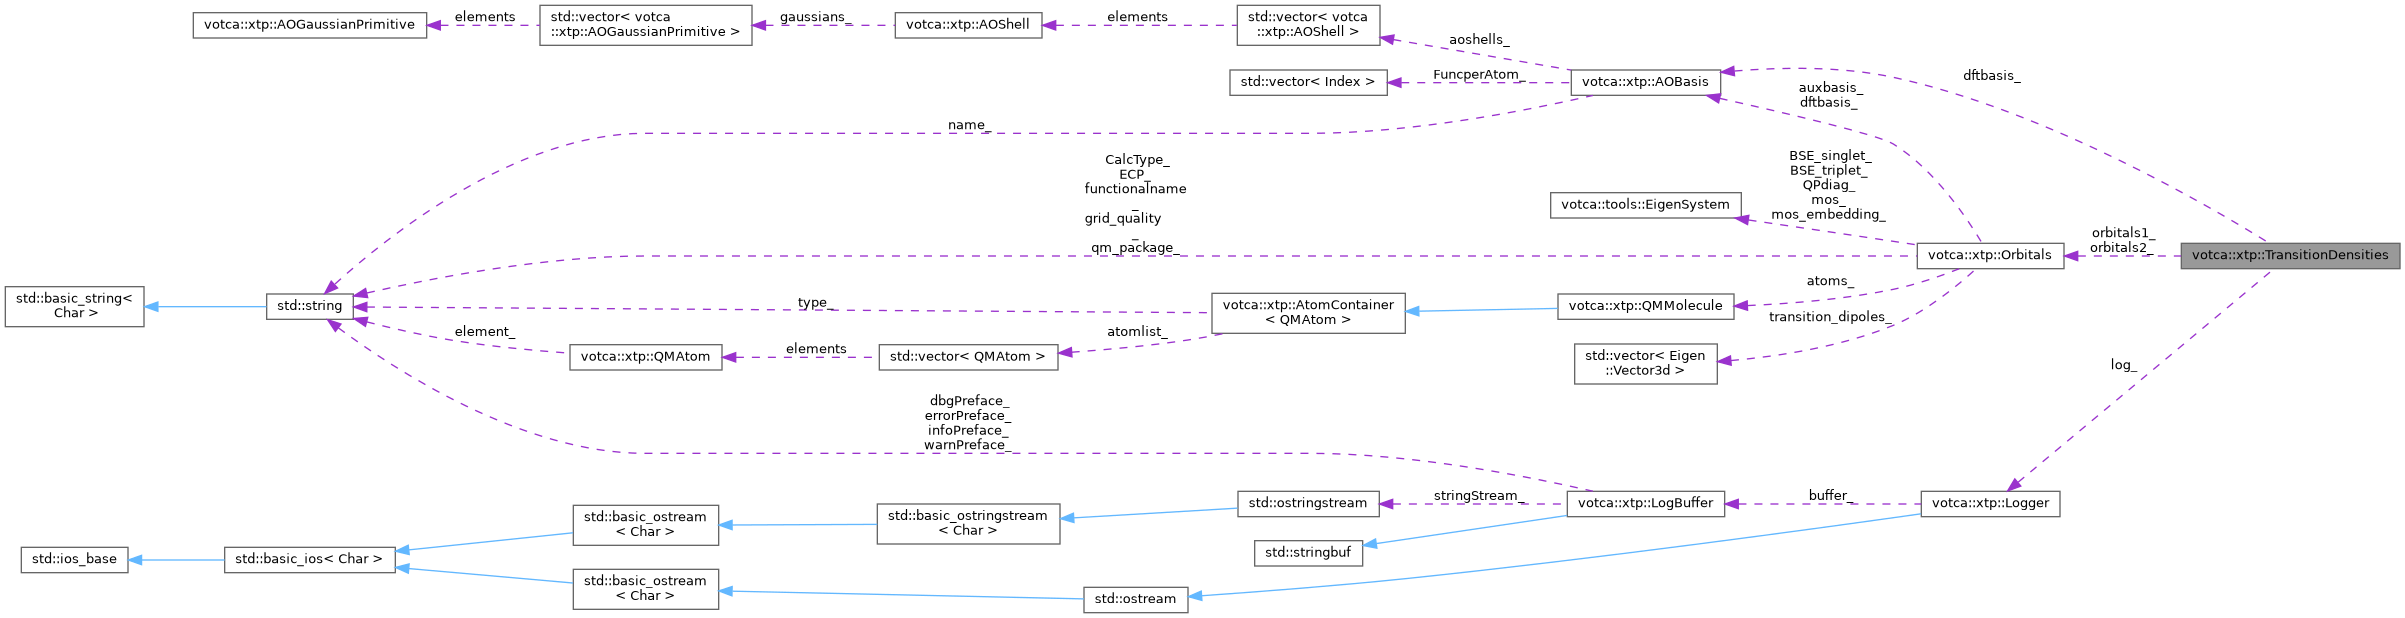 votca::xtp::AOGaussianPrimitive
elements
std::vector< votca
::xtp::AOGaussianPrimitive >
gaussians_
votca::xtp::AOShell
elements
std::vector< votca
::xtp::AOShell >
aoshells_
std::vector< Index >
FuncperAtom_
votca::xtp::AOBasis
dftbasis_
auxbasis_
dftbasis_
name_
CalcType_
ECP_
functionalname
_
grid_quality
_
qm_package_
BSE_singlet_
BSE_triplet_
QPdiag_
mos_
mos_embedding_
votca::tools::EigenSystem
votca::xtp::Orbitals
orbitals1_
orbitals2_
votca::xtp::TransitionDensities
std::basic_string<
Char >
std::string
type_
votca::xtp::AtomContainer
< QMAtom >
votca::xtp::QMMolecule
atoms_
element_
votca::xtp::QMAtom
elements
std::vector< QMAtom >
atomlist_
transition_dipoles_
std::vector< Eigen
::Vector3d >
log_
dbgPreface_
errorPreface_
infoPreface_
warnPreface_
std::ostringstream
stringStream_
votca::xtp::LogBuffer
buffer_
votca::xtp::Logger
std::basic_ostream
< Char >
std::basic_ostringstream
< Char >
std::stringbuf
std::ios_base
std::basic_ios< Char >
std::basic_ostream
< Char >
std::ostream